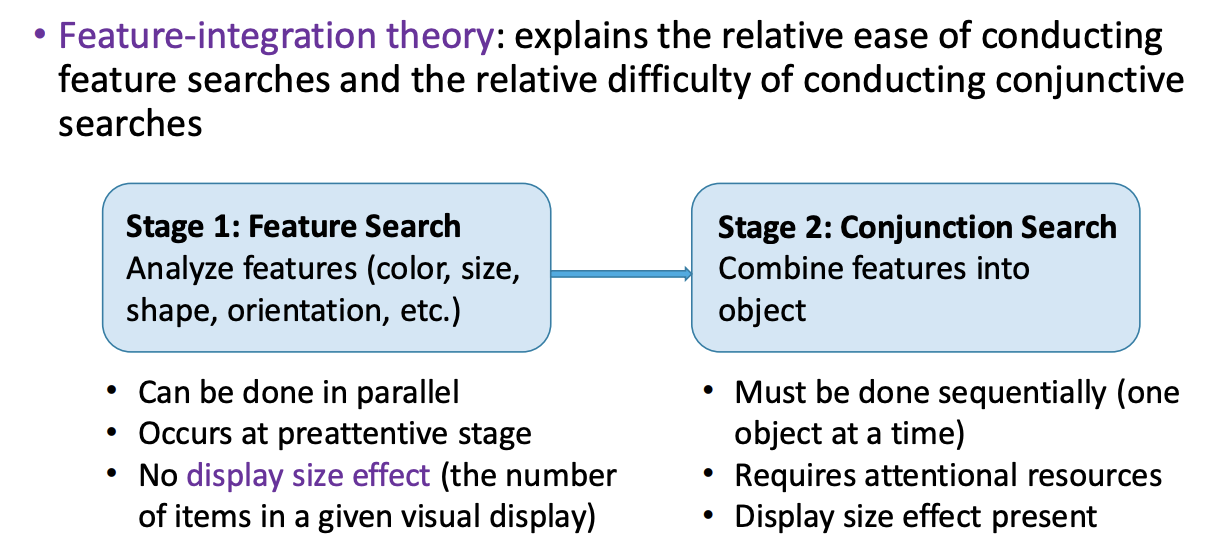 • Feature-integration theory: explains the relative ease of conducting
feature searches and the relative difficulty of conducting conjunctive
searches
Stage 1: Feature Search
Analyze features (color, size,
shape, orientation, etc.)
• Can be done in parallel
• Occurs at preattentive stage
• No display size effect (the number
of items in a given visual display)
Stage 2: Conjunction Search
Combine features into
object
• Must be done sequentially (one
object at a time)
• Requires attentional resources
• Display size effect present